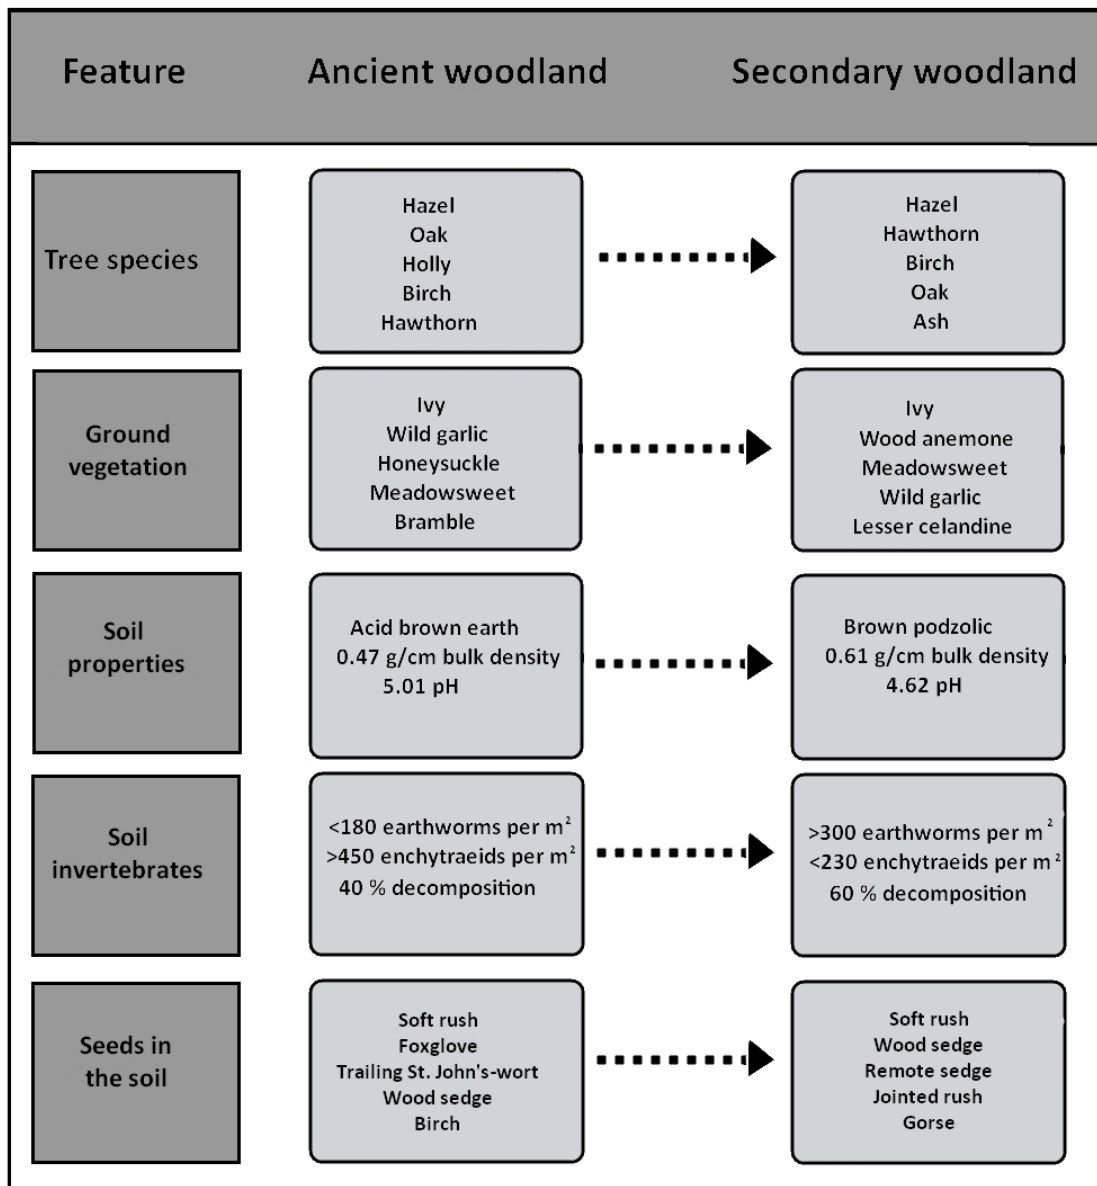 Feature
Ancient woodland
Secondary woodland
Tree species
Hazel
Oak
Holly
Birch
Hawthorn
Hazel
Hawthorn
Birch
Oak
Ash
Ground
vegetation
Ivy
Wild garlic
Honeysuckle
Meadowsweet
Bramble
Ivy
Wood anemone
Meadowsweet
Wild garlic
Lesser celandine
Soil
properties
Acid brown earth
0.47 g/cm bulk density
5.01 pH
Brown podzolic
0.61 g/cm bulk density
4.62 pH
Soil
invertebrates
<180 earthworms per m²
>450 enchytraeids per m²
40 % decomposition
>300 earthworms per m²
<230 enchytraeids per m²
60 % decomposition
Seeds in
the soil
Soft rush
Foxglove
Trailing St. John's-wort
Wood sedge
Birch
Soft rush
Wood sedge
Remote sedge
Jointed rush
Gorse